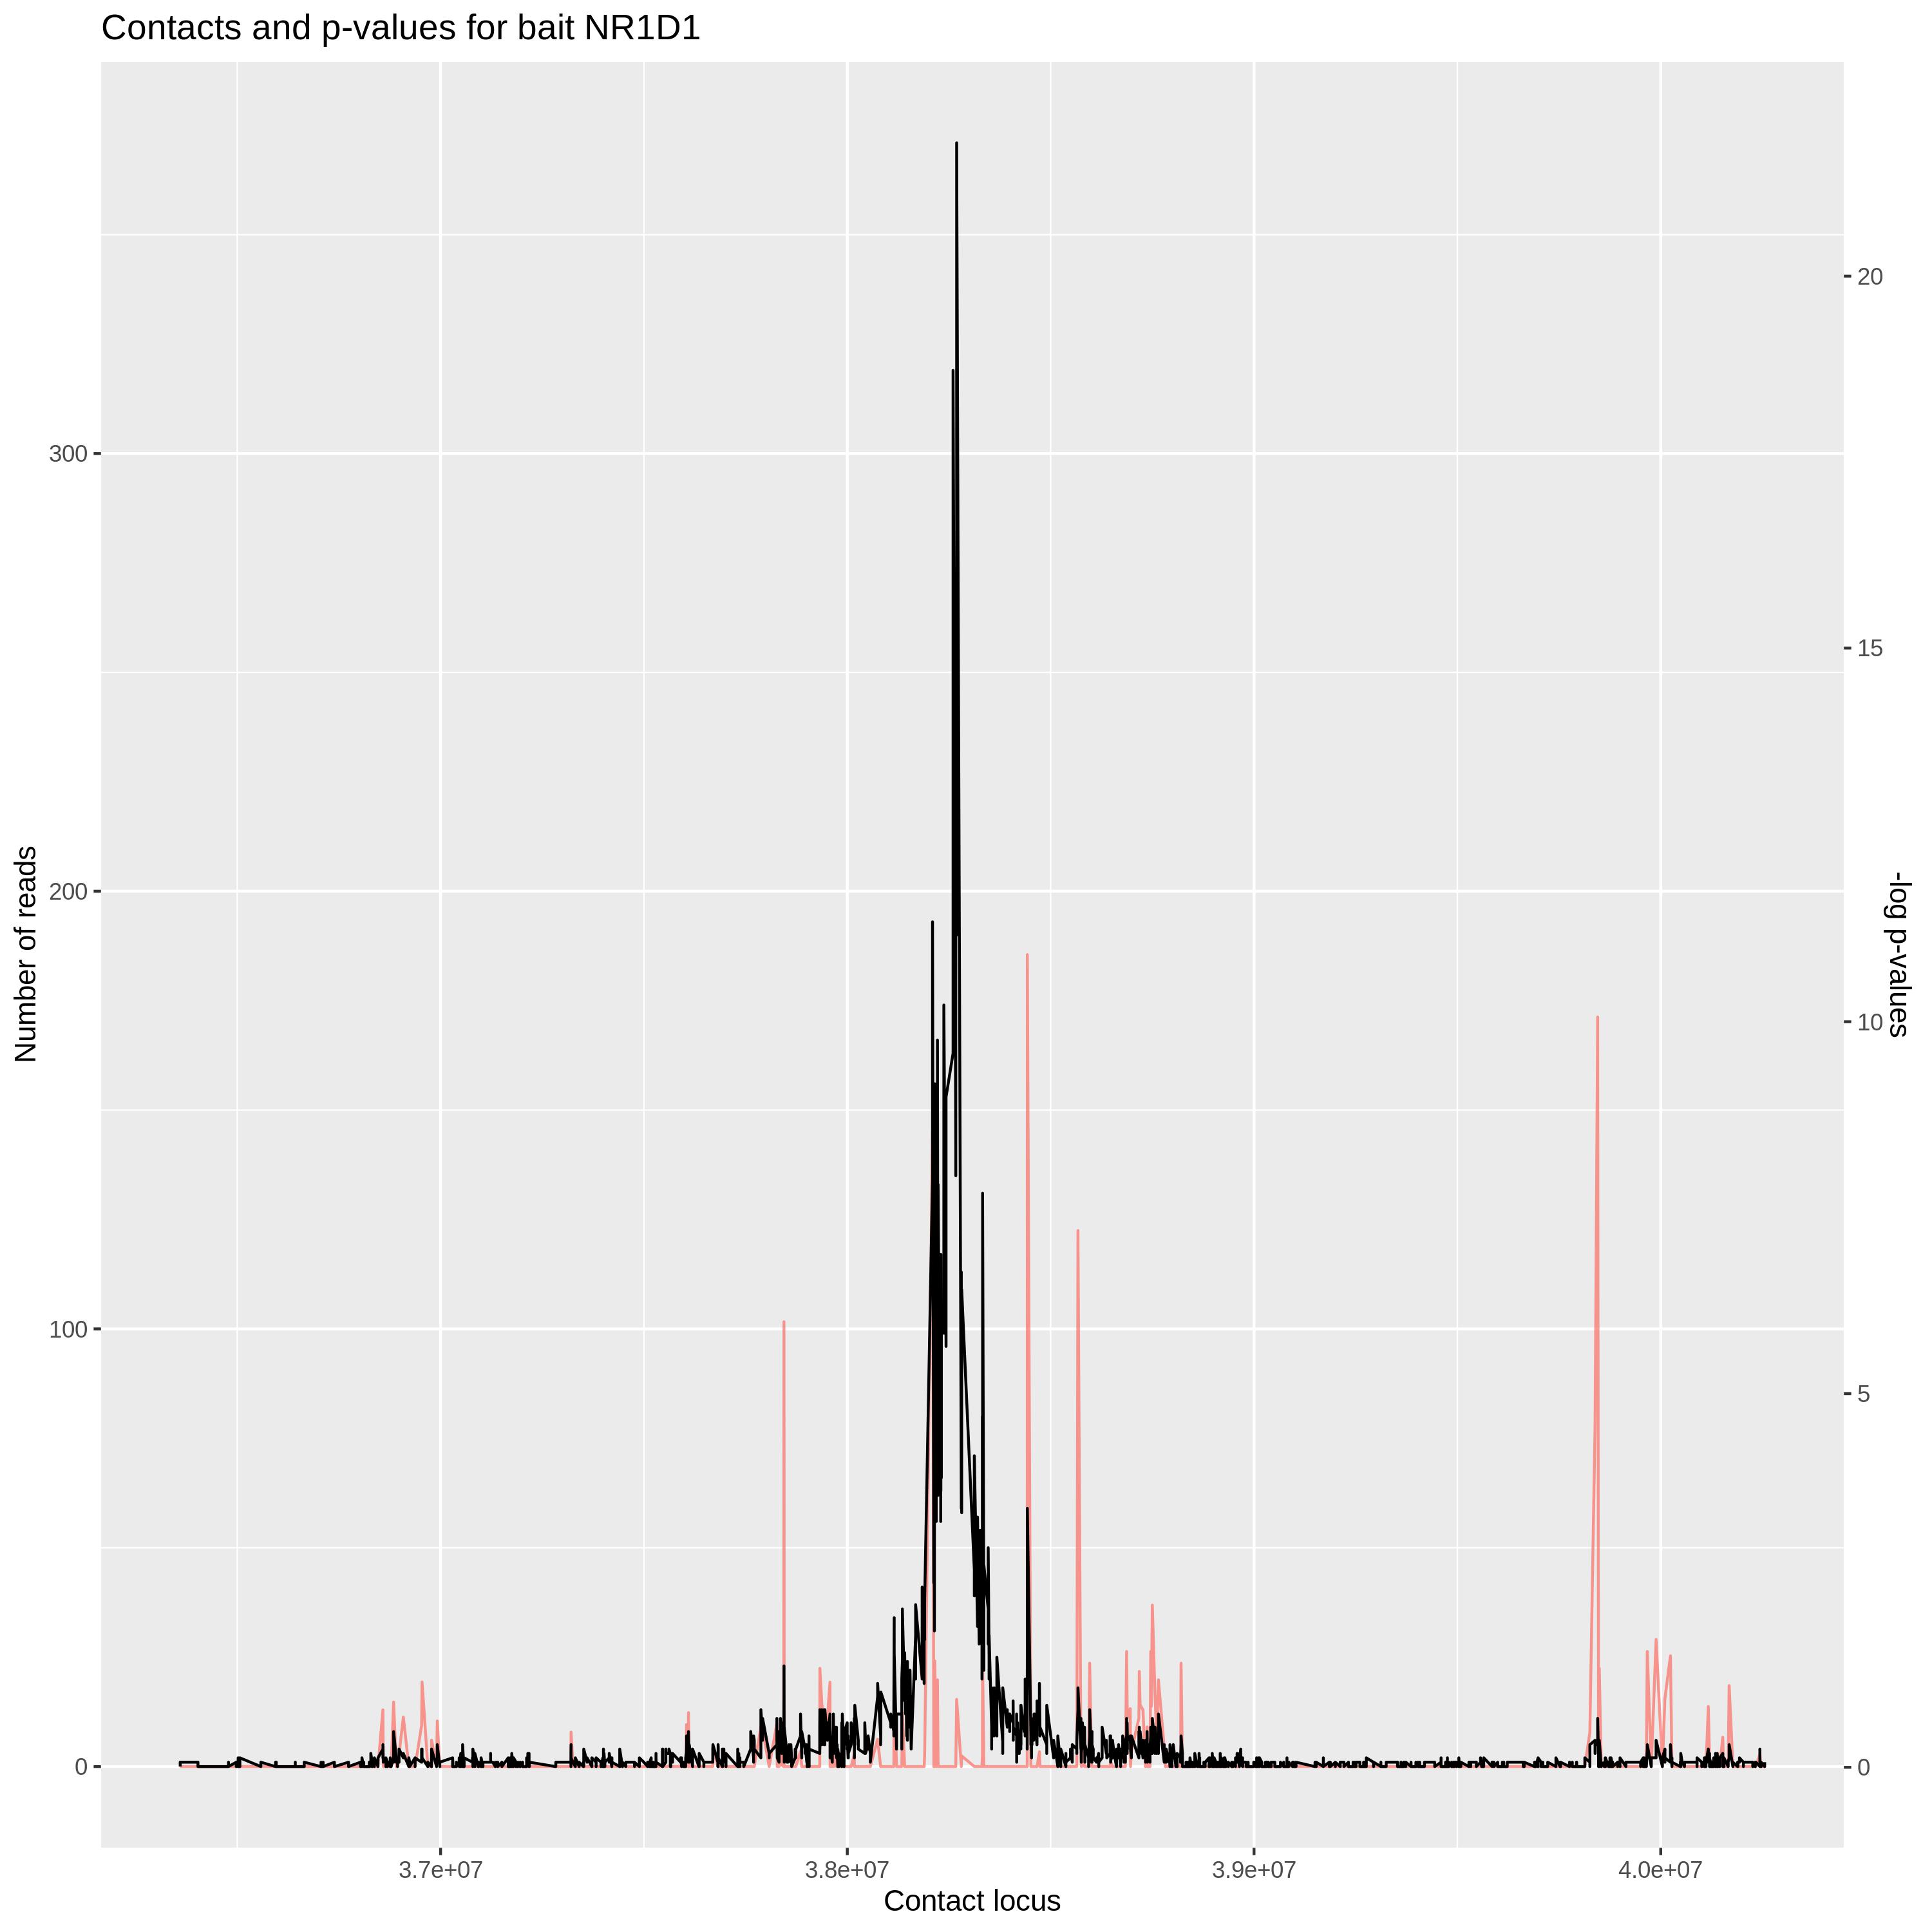 Contacts and p-values for bait NR1D1
Number of reads
300
200
100
0
20
15
10
5
0
-log p-values
3.7e+07
3.8e+07
3.9e+07
4.0e+07
Contact locus